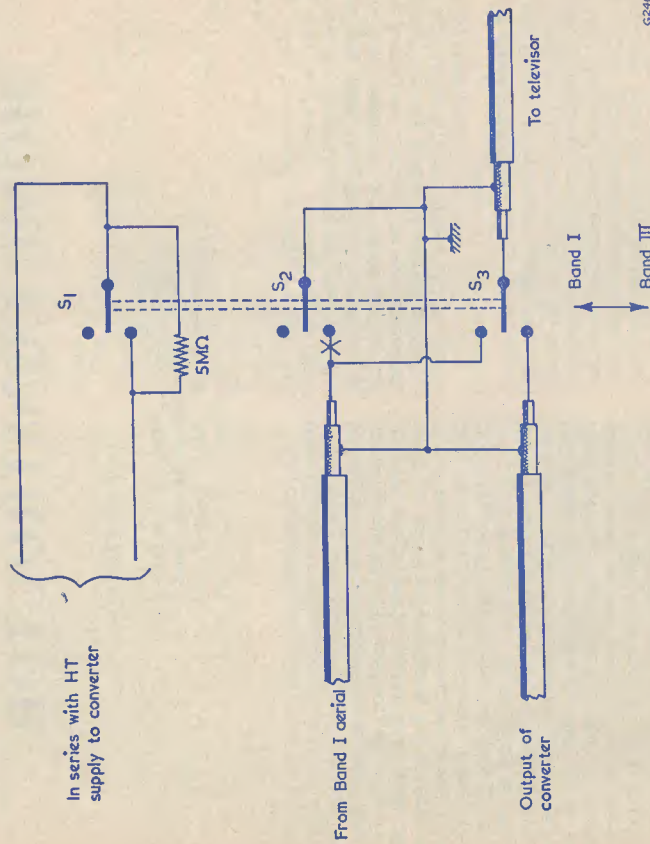 In series with HT
supply to converter
S1
5MΩ
S2
From Band I aerial
S3
To televisor
Output of
converter
Band I
Band III